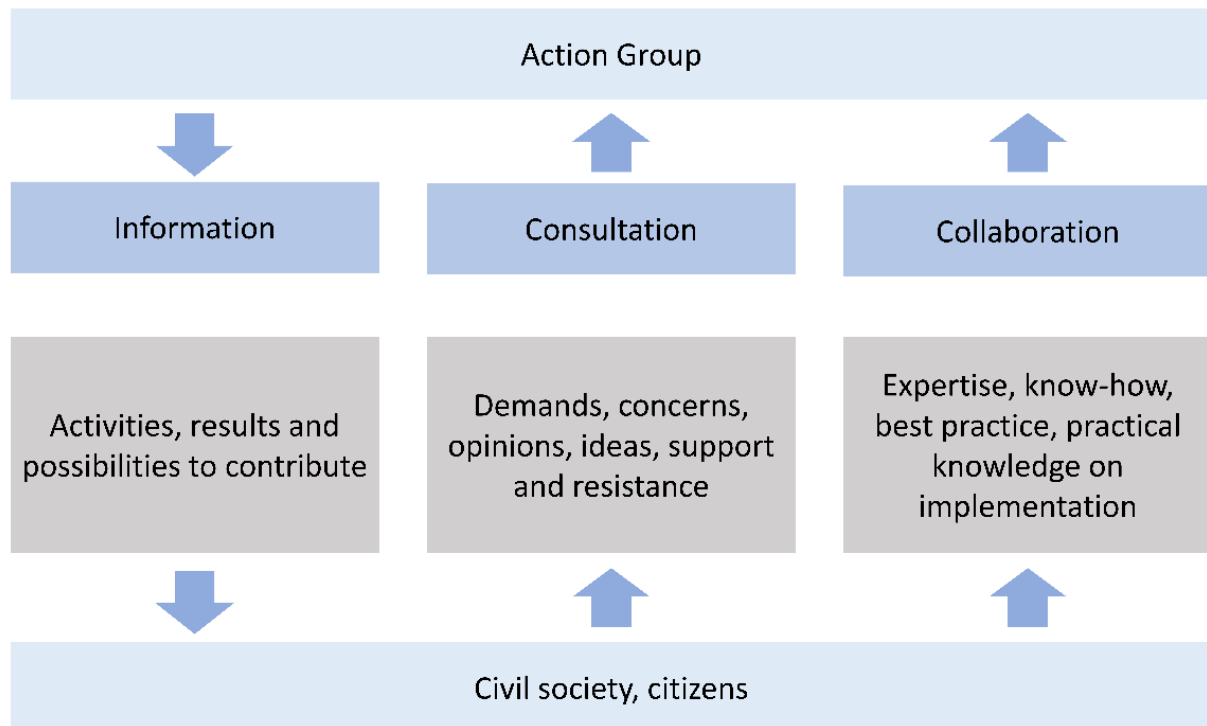 Action Group
Information
Consultation
Collaboration
Activities, results and
possibilities to contribute
Demands, concerns,
opinions, ideas, support
and resistance
Expertise, know-how,
best practice, practical
knowledge on
implementation
Civil society, citizens